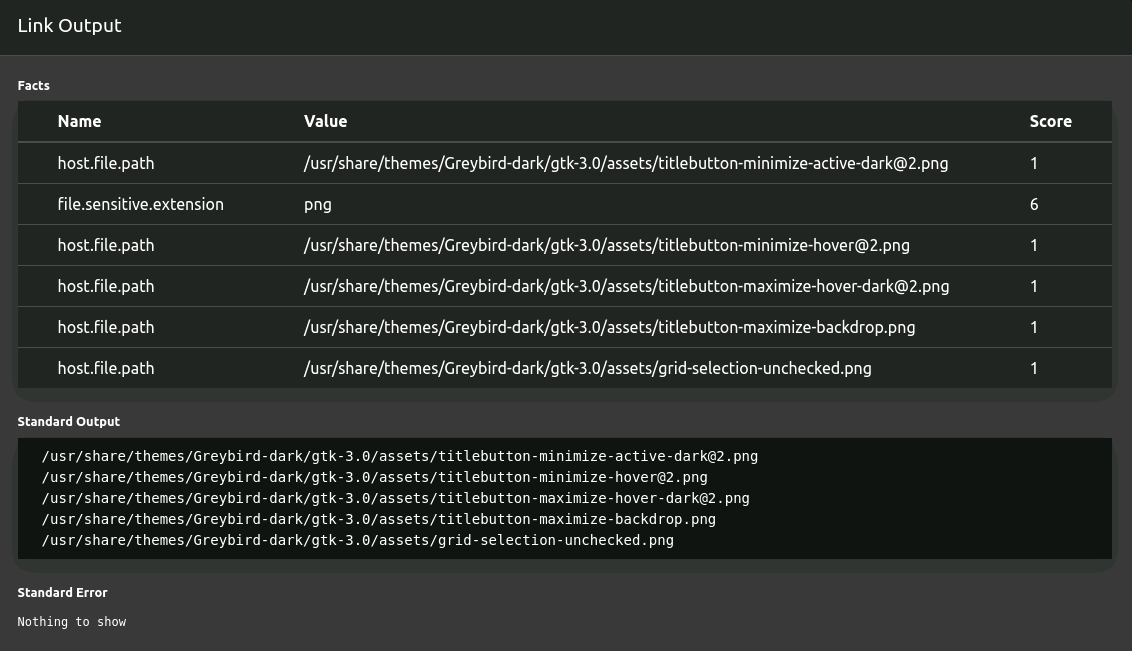 Link Output
Facts
Name Value Score
host.file.path /usr/share/themes/Greybird-dark/gtk-3.0/assets/titlebutton-minimize-active-dark@2.png 1
file.sensitive.extension png 6
host.file.path /usr/share/themes/Greybird-dark/gtk-3.0/assets/titlebutton-minimize-hover@2.png 1
host.file.path /usr/share/themes/Greybird-dark/gtk-3.0/assets/titlebutton-maximize-hover-dark@2.png 1
host.file.path /usr/share/themes/Greybird-dark/gtk-3.0/assets/titlebutton-maximize-backdrop.png 1
host.file.path /usr/share/themes/Greybird-dark/gtk-3.0/assets/grid-selection-unchecked.png 1
Standard Output
/usr/share/themes/Greybird-dark/gtk-3.0/assets/titlebutton-minimize-active-dark@2.png
/usr/share/themes/Greybird-dark/gtk-3.0/assets/titlebutton-minimize-hover@2.png
/usr/share/themes/Greybird-dark/gtk-3.0/assets/titlebutton-maximize-hover-dark@2.png
/usr/share/themes/Greybird-dark/gtk-3.0/assets/titlebutton-maximize-backdrop.png
/usr/share/themes/Greybird-dark/gtk-3.0/assets/grid-selection-unchecked.png
Standard Error
Nothing to show